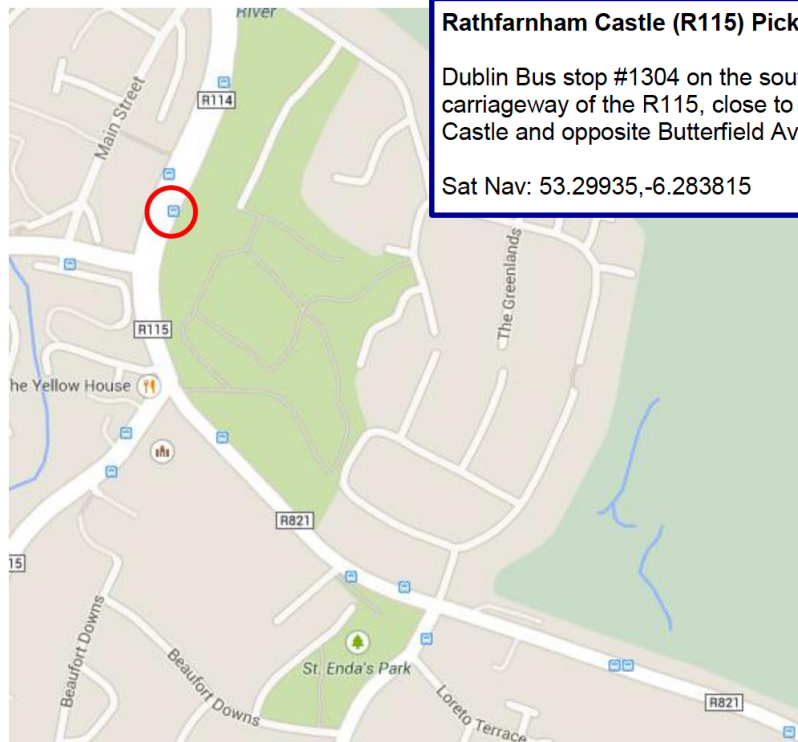 River
Rathfarnham Castle (R115) Pick
Dublin Bus stop #1304 on the sou
carriageway of the R115, close to
Castle and opposite Butterfield Av
Sat Nav: 53.29935,-6.283815
R114
Main Street
The Greenlands
R115
he Yellow House
R821
15
St. Enda's Park
Beaufort Downs
Beaufort Downs
Loreto Terrace
R821